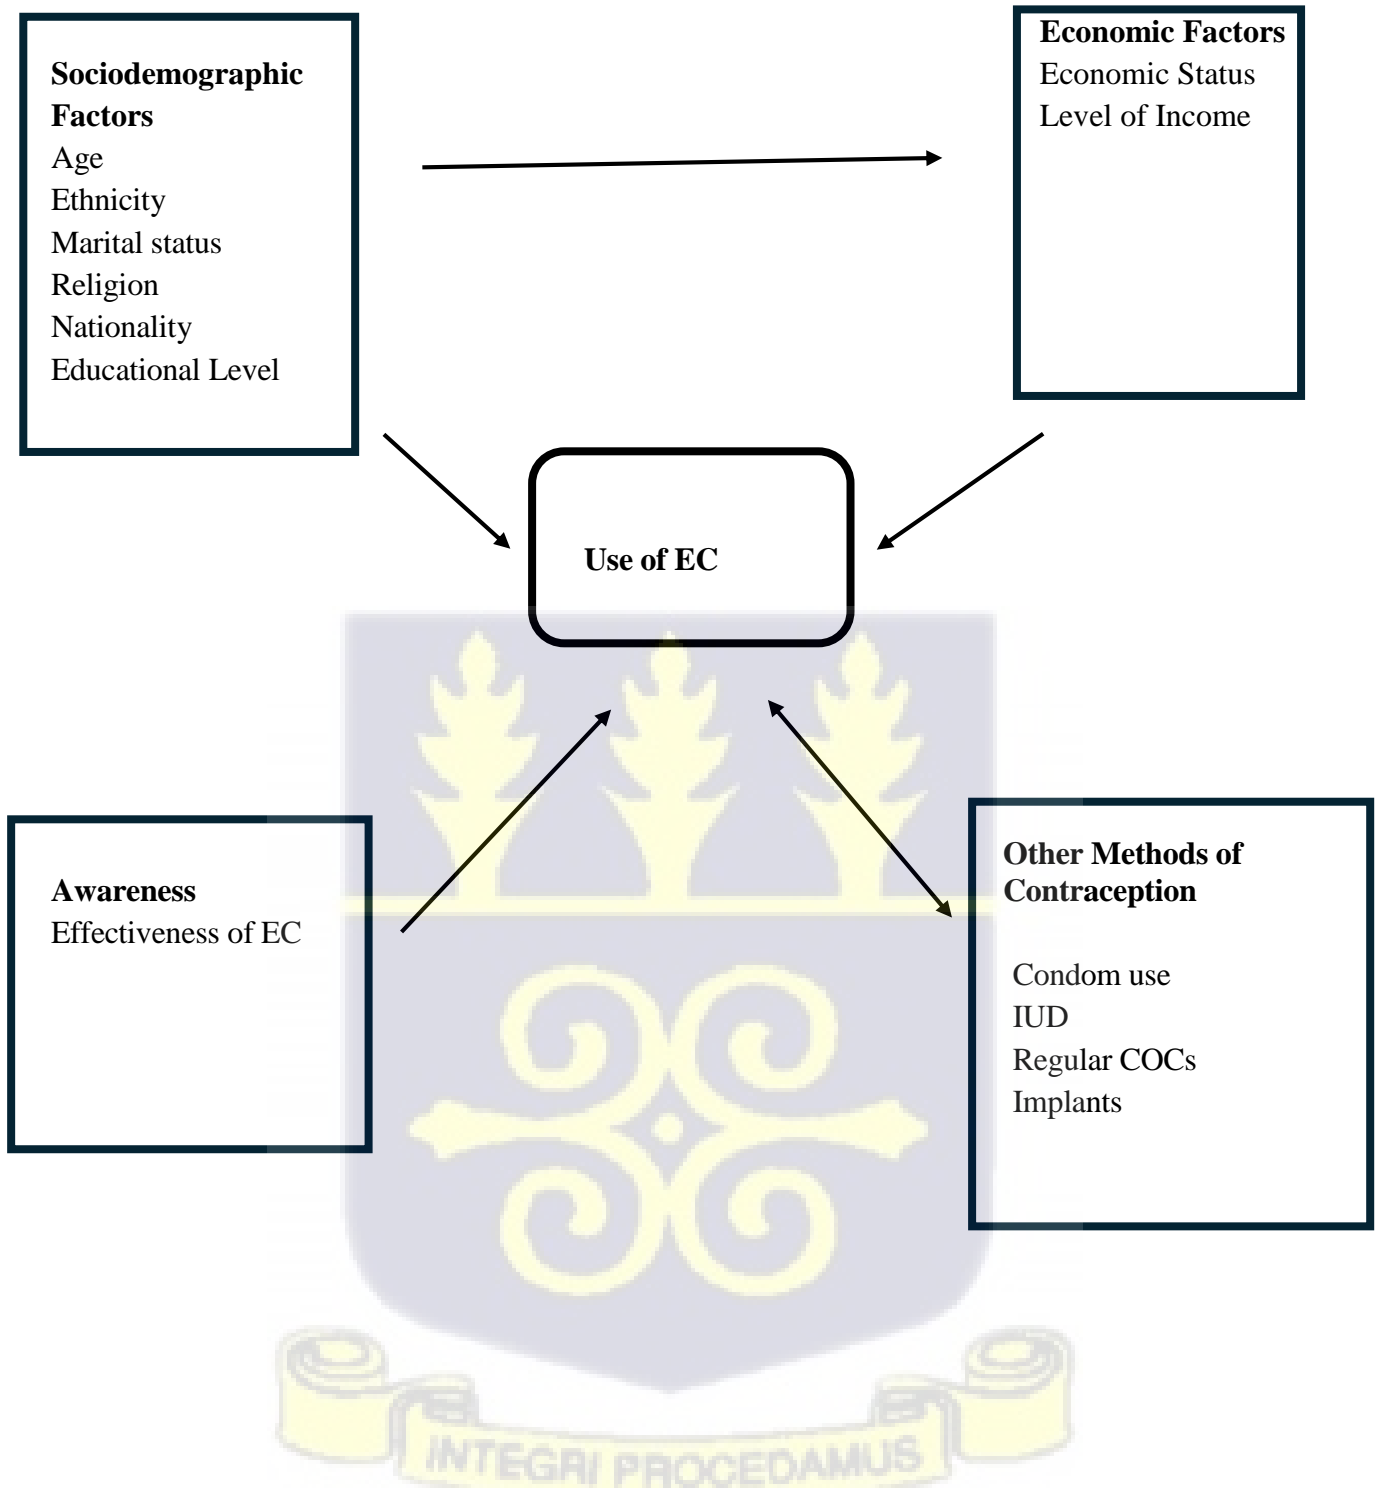 Sociodemographic
Factors
Age
Ethnicity
Marital status
Religion
Nationality
Educational Level
Economic Factors
Economic Status
Level of Income
Use of EC
Awareness
Effectiveness of EC
Other Methods of
Contraception
Condom use
IUD
Regular COCs
Implants
INTEGRI PROCEDAMUS